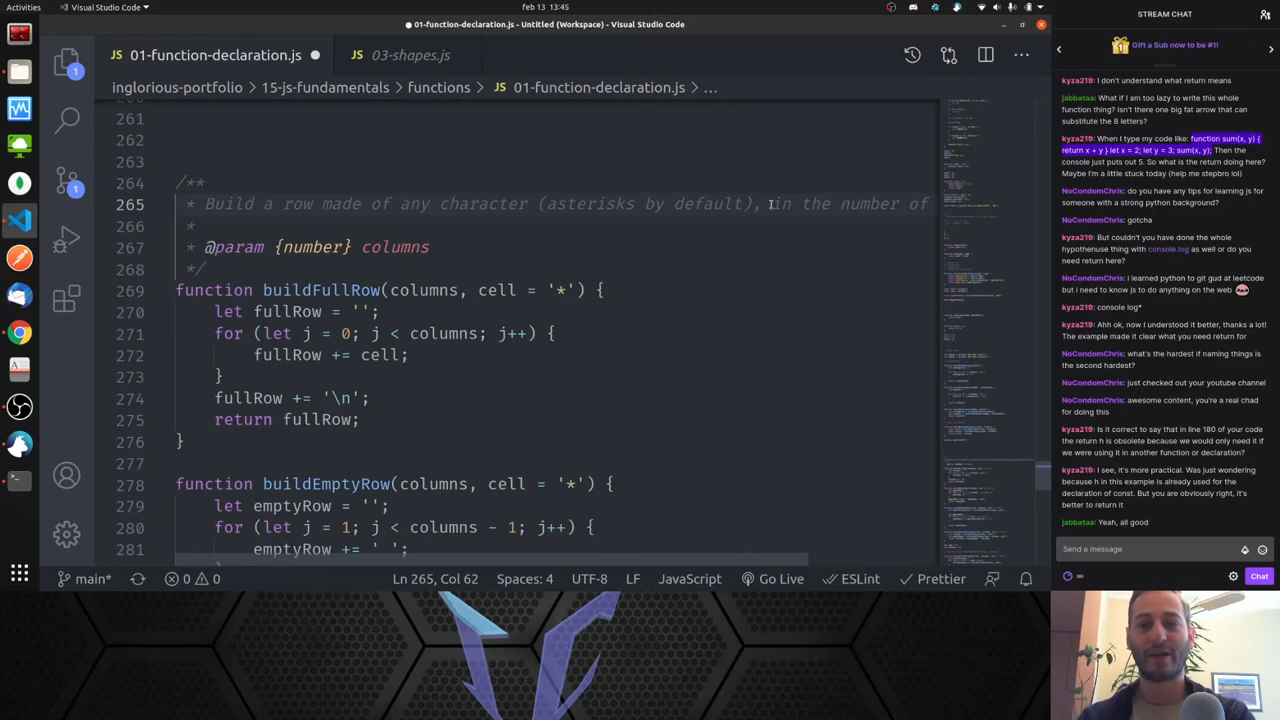 Activities
Visual Studio Code
feb 13 13:45
01-function-declaration.js - Untitled (Workspace) - Visual Studio Code
01-function-declaration.js
03-shapes.js
inglorious-portfolio > 15-js-fundamentals > functions > JS 01-function-declaration.js > ...
261
262
263
264 /**
265 * Builds a row made of characters (asterisks by default), in the number of
267 * @param {number} columns
268 */
269 function buildFullRow(columns, cell = '*') {
270 let fullRow = '';
271 for (let j = 0; j < columns; j++) {
272 fullRow += cell;
273 }
274 fullRow += '\n';
275 return fullRow;
276 }
277
278 function buildEmptyRow(columns, cell = '*') {
279 let emptyRow = '';
280 for (let j = 1; j < columns - 1; j++) {
281 emptyRow += ' ';
main*
0
0
Ln 265, Col 62
Spaces: 4
UTF-8
LF
JavaScript
Go Live
ESLint
Prettier
STREAM CHAT
Gift a Sub now to be #1!
kyza219: I don't understand what return means
jabbataa: What if I am too lazy to write this whole
function thing? Isn't there one big fat arrow that can
substitute the 8 letters?
kyza219: When I type my code like: function sum(x, y) {
return x + y } let x = 2; let y = 3; sum(x, y); Then the
console just puts out 5. So what is the return doing here?
Maybe I'm a little stuck today (help me stepbro lol)
NoCondomChris: do you have any tips for learning js for
someone with a strong python background?
NoCondomChris: gotcha
kyza219: But couldn't you have done the whole
hypothenuse thing with console.log as well or do you
need return here?
NoCondomChris: i learned python to git gud at leetcode
but I need to know js to do anything on the web
kyza219: console log*
kyza219: Ahh ok, now I understood it better, thanks a lot!
The example made it clear what you need return for
NoCondomChris: what's the hardest if naming things is
the second hardest?
NoCondomChris: just checked out your youtube channel
NoCondomChris: awesome content, you're a real chad
for doing this
kyza219: Is it correct to say that in line 180 of your code
the return h is obsolete because we would only need it if
we were using it in another function or declaration?
kyza219: I see, it's more practical. Was just wondering
because h in this example is already used for the
declaration of const. But you are obviously right, it's
better to return it
jabbataa: Yeah, all good
Send a message
∞
Chat